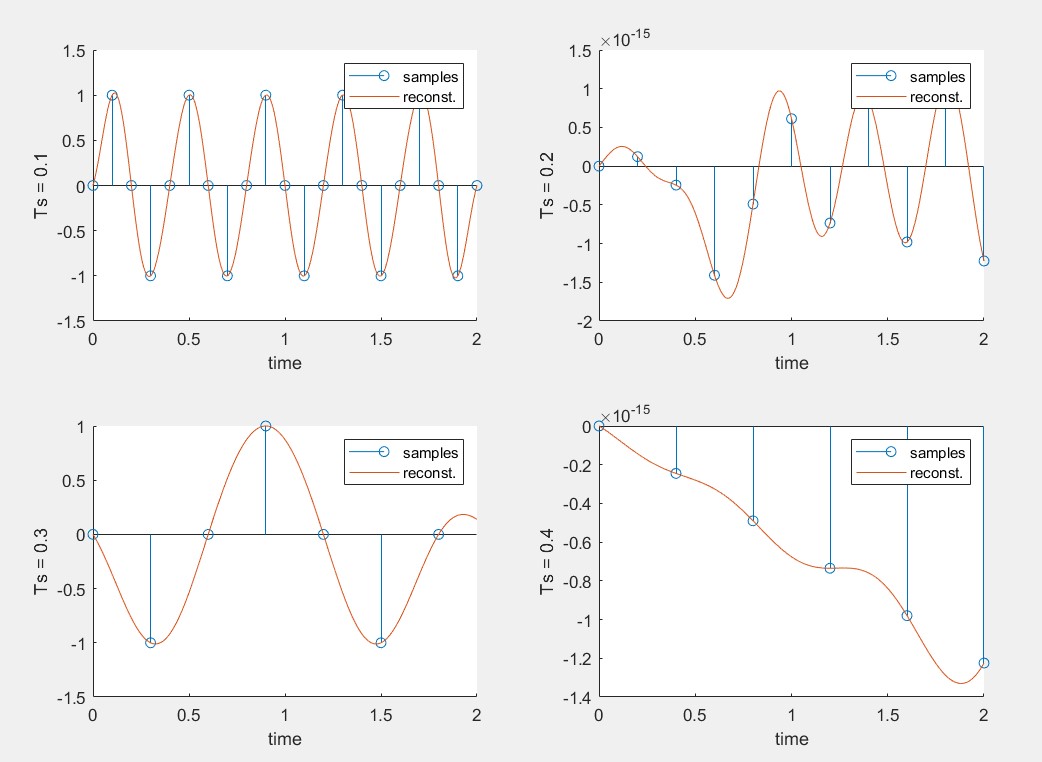 1.5
1
0.5
0
-0.5
-1
-1.5
Ts = 0.1
0 0.5 1 1.5 2
time
samples
reconst.
×10-15
1.5
1
0.5
0
-0.5
-1
-1.5
-2
Ts = 0.2
0 0.5 1 1.5 2
time
samples
reconst.
1
0.5
0
-0.5
-1
-1.5
Ts = 0.3
0 0.5 1 1.5 2
time
samples
reconst.
×10-15
0
-0.2
-0.4
-0.6
-0.8
-1
-1.2
-1.4
Ts = 0.4
0 0.5 1 1.5 2
time
samples
reconst.